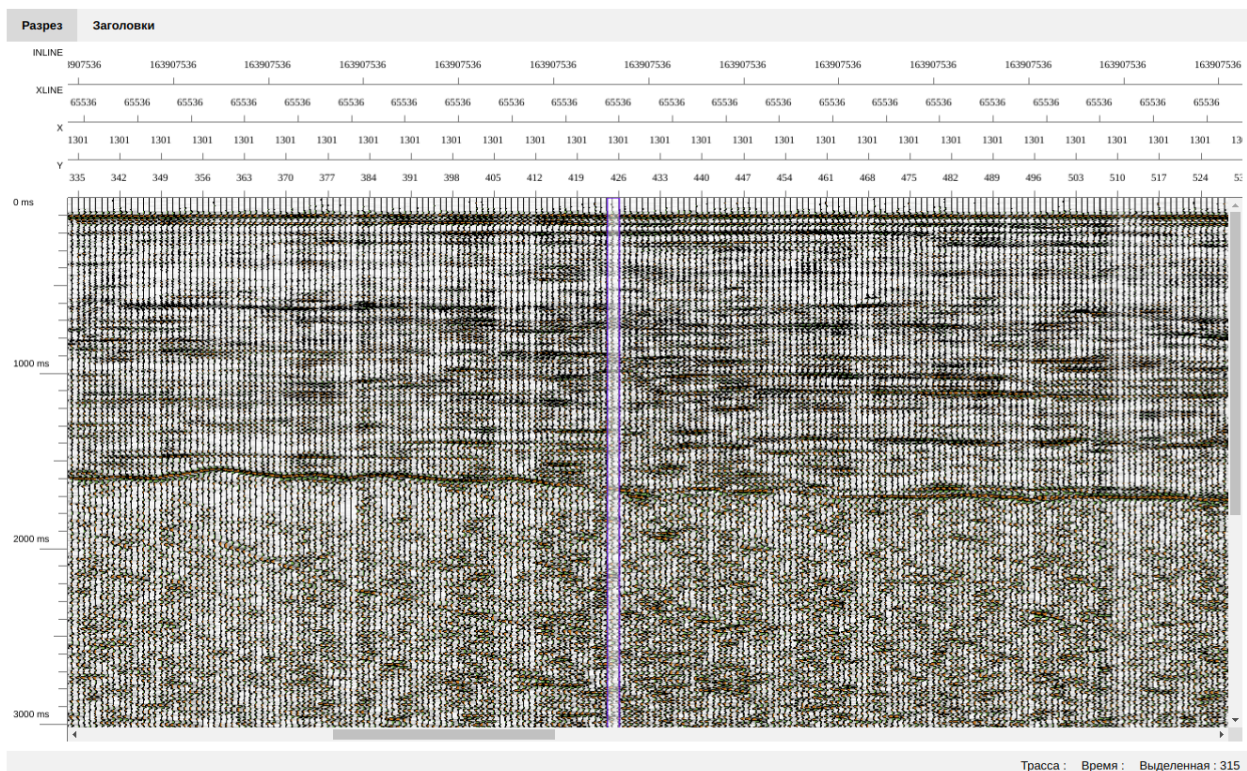 Разрез Заголовки
INLINE
3907536 163907536 163907536 163907536 163907536 163907536 163907536 163907536 163907536 163907536 163907536 163907536 163907536
XLINE
65536 65536 65536 65536 65536 65536 65536 65536 65536 65536 65536 65536 65536 65536 65536 65536 65536 65536 65536 65536 65536 65536
X
1301 1301 1301 1301 1301 1301 1301 1301 1301 1301 1301 1301 1301 1301 1301 1301 1301 1301 1301 1301 1301 1301 1301 1301 1301 1301 1301 1301 13
Y
335 342 349 356 363 370 377 384 391 398 405 412 419 426 433 440 447 454 461 468 475 482 489 496 503 510 517 524 53
0 ms
1000 ms
2000 ms
3000 ms
Трасса : Время : Выделенная : 315